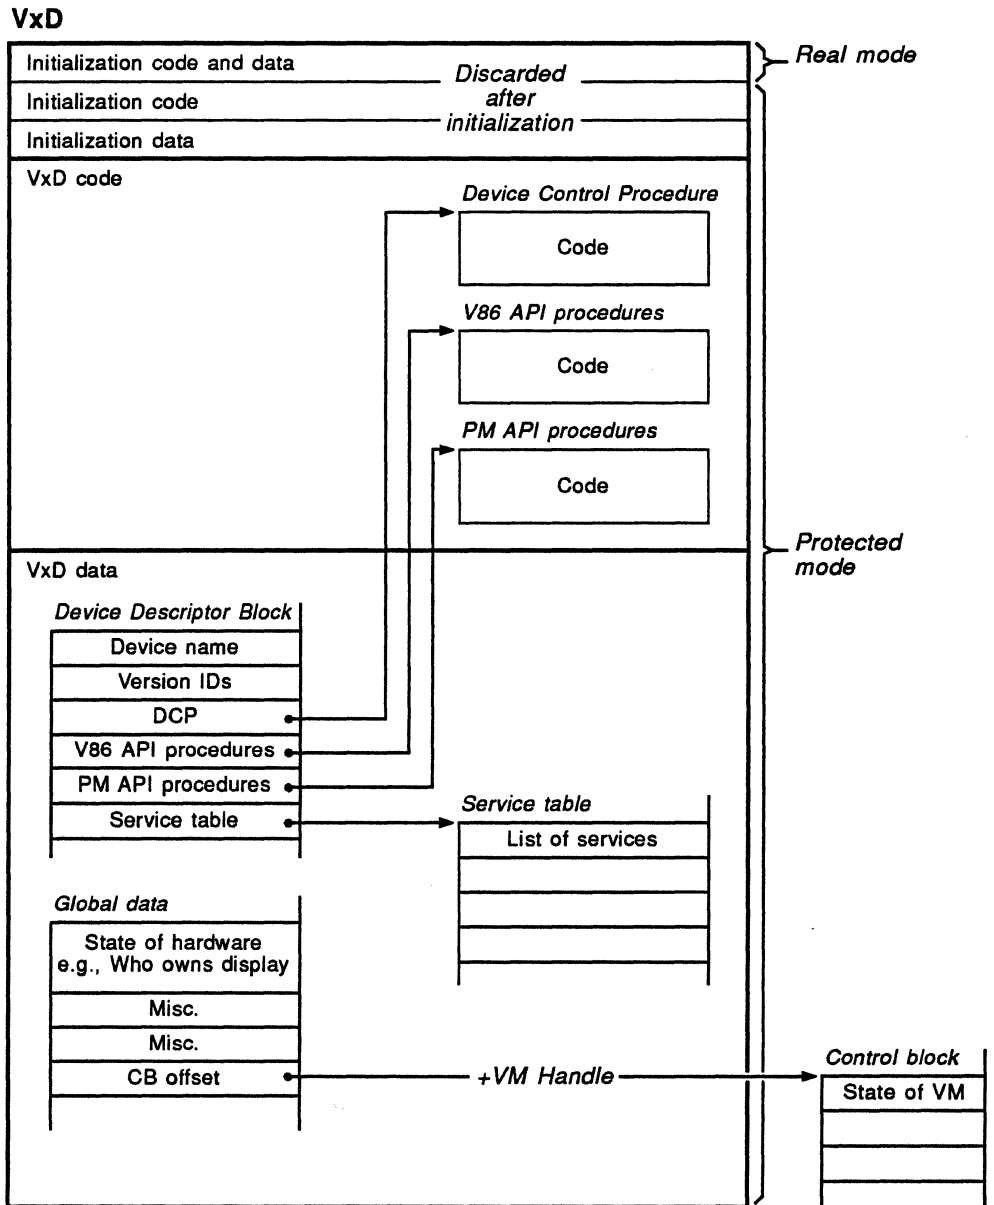 VxD
Initialization code and data
Real mode
Discarded
after
initialization
Initialization code
Initialization data
VxD code
Device Control Procedure
Code
V86 API procedures
Code
PM API procedures
Code
Protected
mode
VxD data
Device Descriptor Block
Device name
Version IDs
DCP
V86 API procedures
PM API procedures
Service table
Service table
List of services
Global data
State of hardware
e.g., Who owns display
Misc.
Misc.
CB offset
+VM Handle
Control block
State of VM